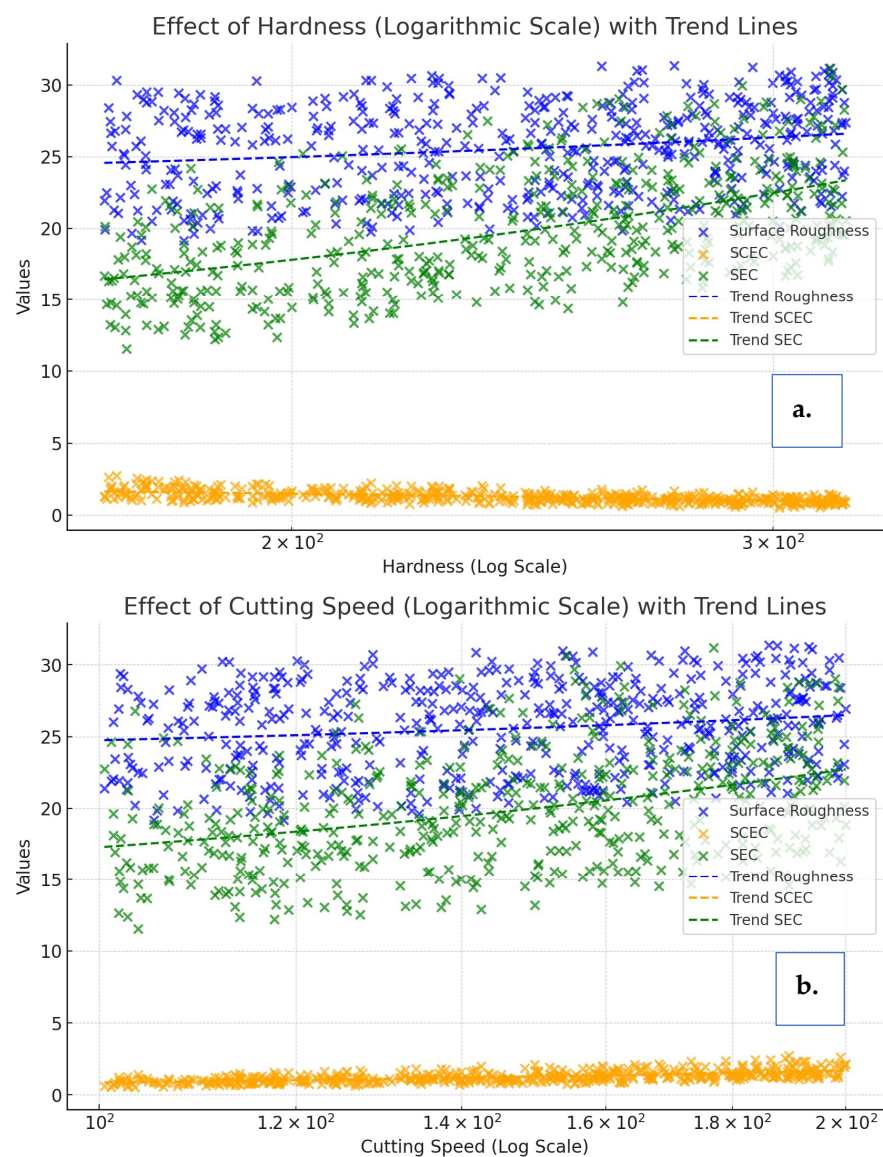 Effect of Hardness (Logarithmic Scale) with Trend Lines
30
25
20
15
10
5
0
Values
Surface Roughness
SCEC
SEC
Trend Roughness
Trend SCEC
Trend SEC
a.
2 × 10²
3 × 10²
Hardness (Log Scale)
Effect of Cutting Speed (Logarithmic Scale) with Trend Lines
30
25
20
15
10
5
0
Values
Surface Roughness
SCEC
SEC
Trend Roughness
Trend SCEC
Trend SEC
b.
10²
1.2 × 10²
1.4 × 10²
1.6 × 10²
1.8 × 10²
2 × 10²
Cutting Speed (Log Scale)